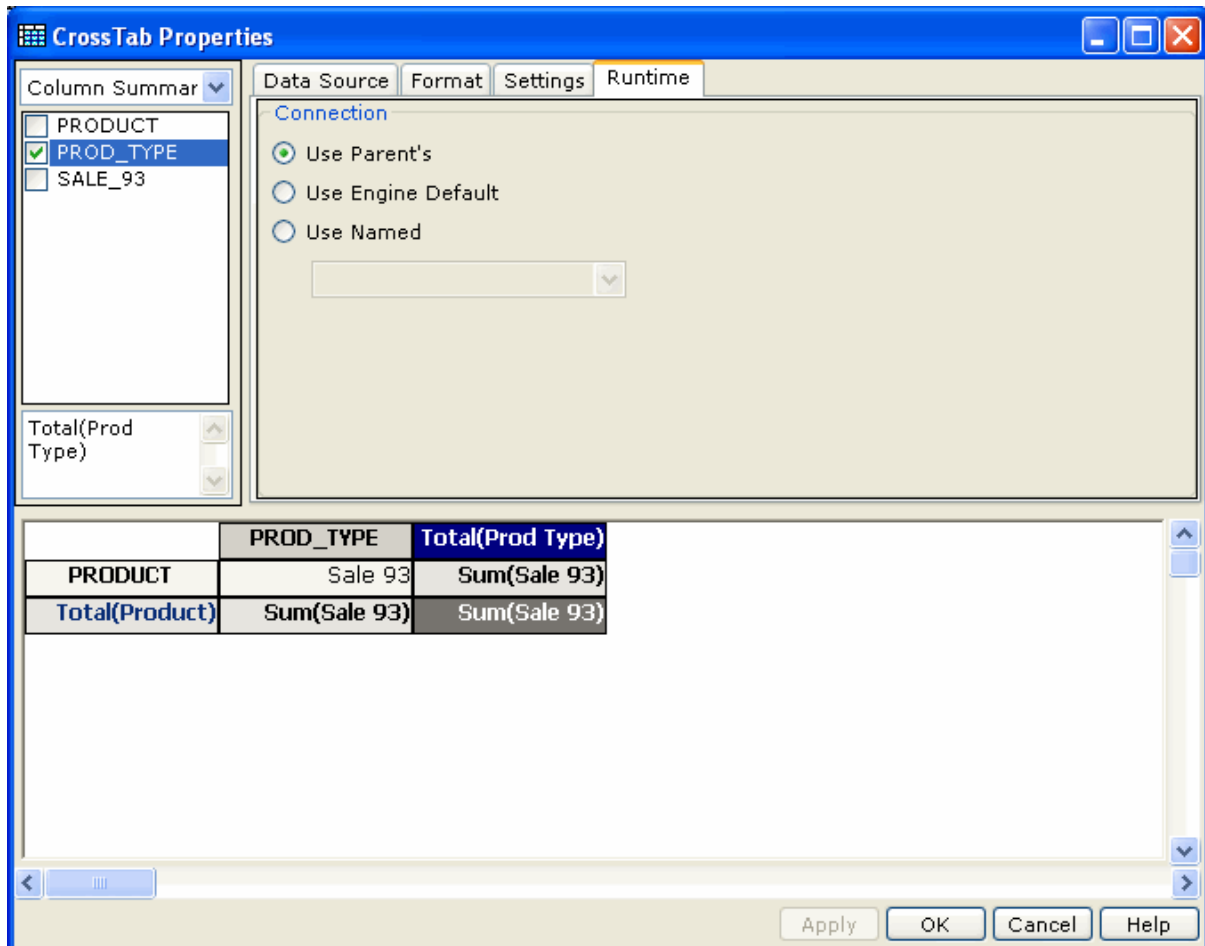 CrossTab Properties
Column Summar
Data Source Format Settings Runtime
PRODUCT
PROD_TYPE
SALE_93
Connection
Use Parent's
Use Engine Default
Use Named
Total(Prod
Type)
PROD_TYPE Total(Prod Type)
PRODUCT Sale 93 Sum(Sale 93)
Total(Product) Sum(Sale 93) Sum(Sale 93)
Apply OK Cancel Help